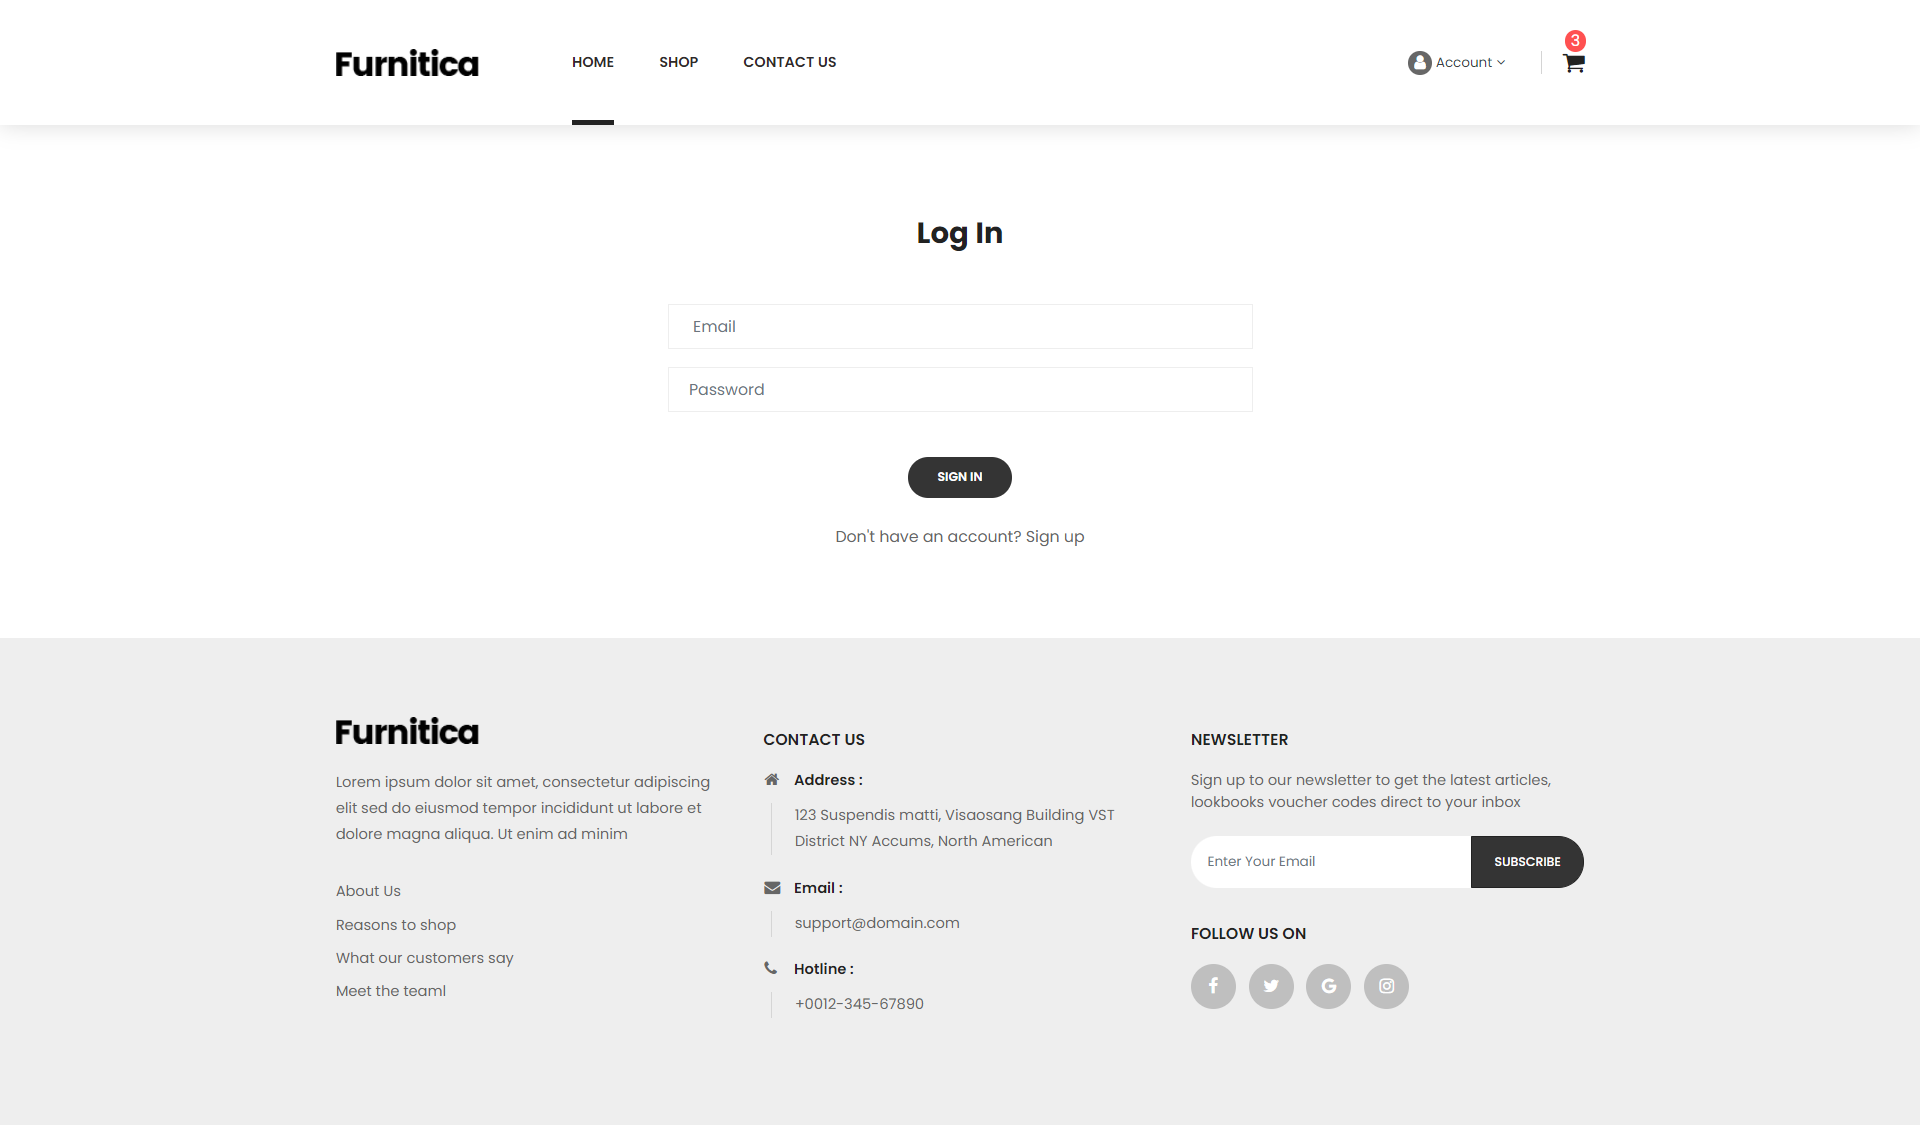 Furnitica
HOME
SHOP
CONTACT US
Account
3
Log In
Email
Password
SIGN IN
Don't have an account? Sign up
Furnitica
Lorem ipsum dolor sit amet, consectetur adipiscing
elit sed do eiusmod tempor incididunt ut labore et
dolore magna aliqua. Ut enim ad minim
About Us
Reasons to shop
What our customers say
Meet the teaml
CONTACT US
Address :
123 Suspendis matti, Visaosang Building VST
District NY Accums, North American
Email :
support@domain.com
Hotline :
+0012-345-67890
NEWSLETTER
Sign up to our newsletter to get the latest articles,
lookbooks voucher codes direct to your inbox
Enter Your Email
SUBSCRIBE
FOLLOW US ON